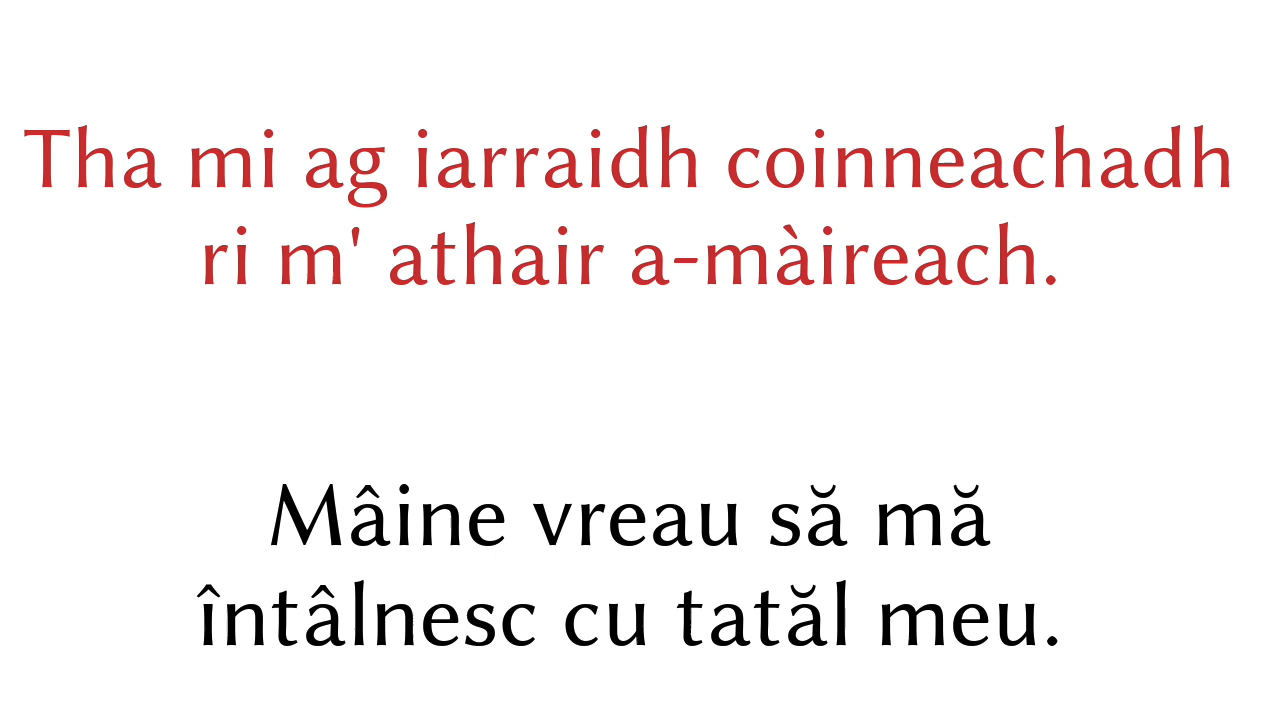 Tha mi ag iarraidh coinneachadh
ri m' athair a-màireach.
Mâine vreau să mă
întâlnesc cu tatăl meu.